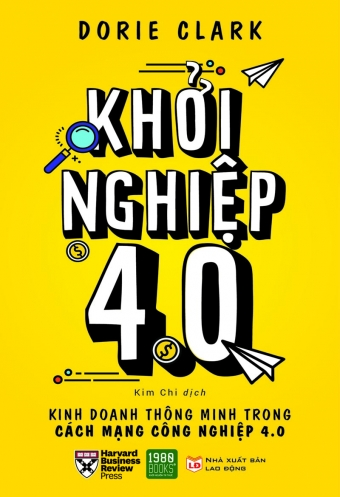 DORIE CLARK
KHỞI
NGHIỆP
4.0
Kim Chi dịch
KINH DOANH THÔNG MINH TRONG
CÁCH MẠNG CÔNG NGHIỆP 4.0
Harvard
Business
Review
Press
1980
BOOKS
LĐ
NHÀ XUẤT BẢN
LAO ĐỘNG